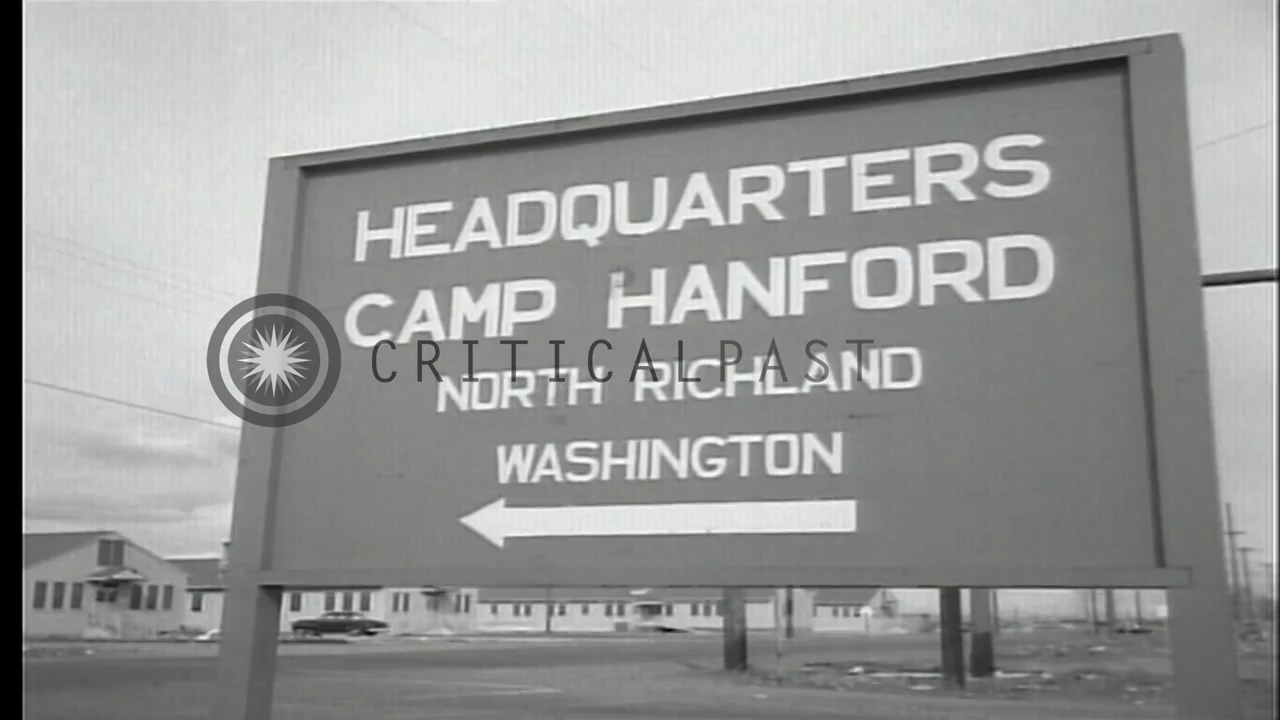 HEADQUARTERS
CAMP HANFORD
CRITICALPAST
NORTH RICHLAND
WASHINGTON